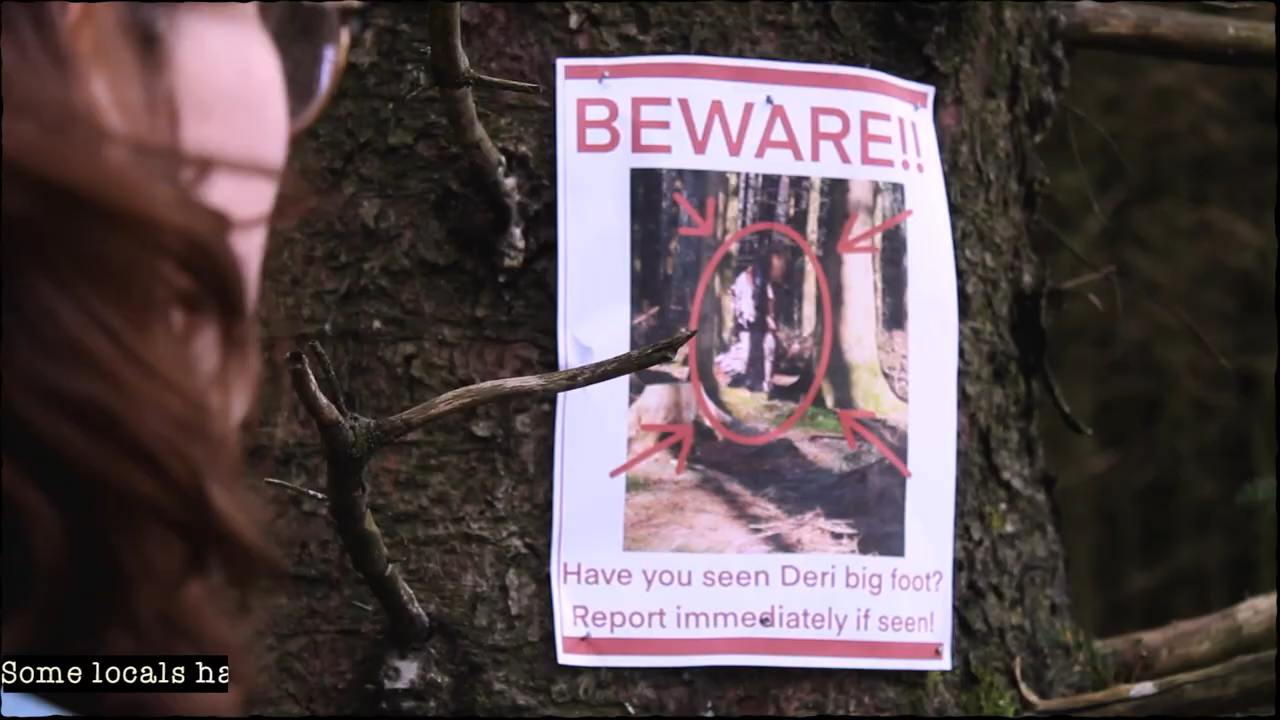 BEWARE!!
Have you seen Deri big foot?
Report immediately if seen!
Some locals ha